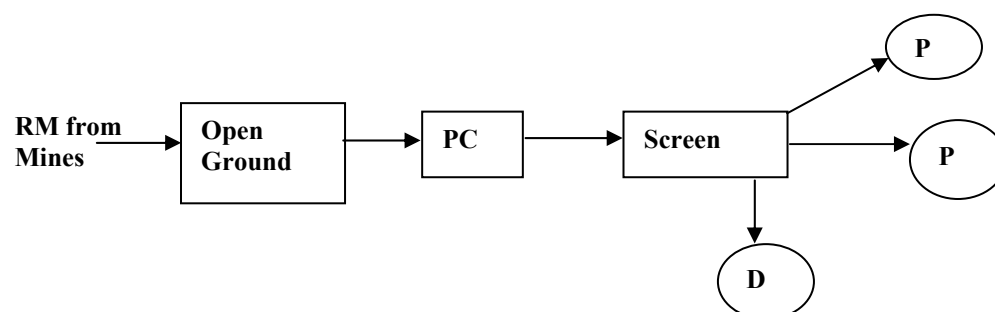 P
RM from
Mines
Open
Ground
PC
Screen
P
D